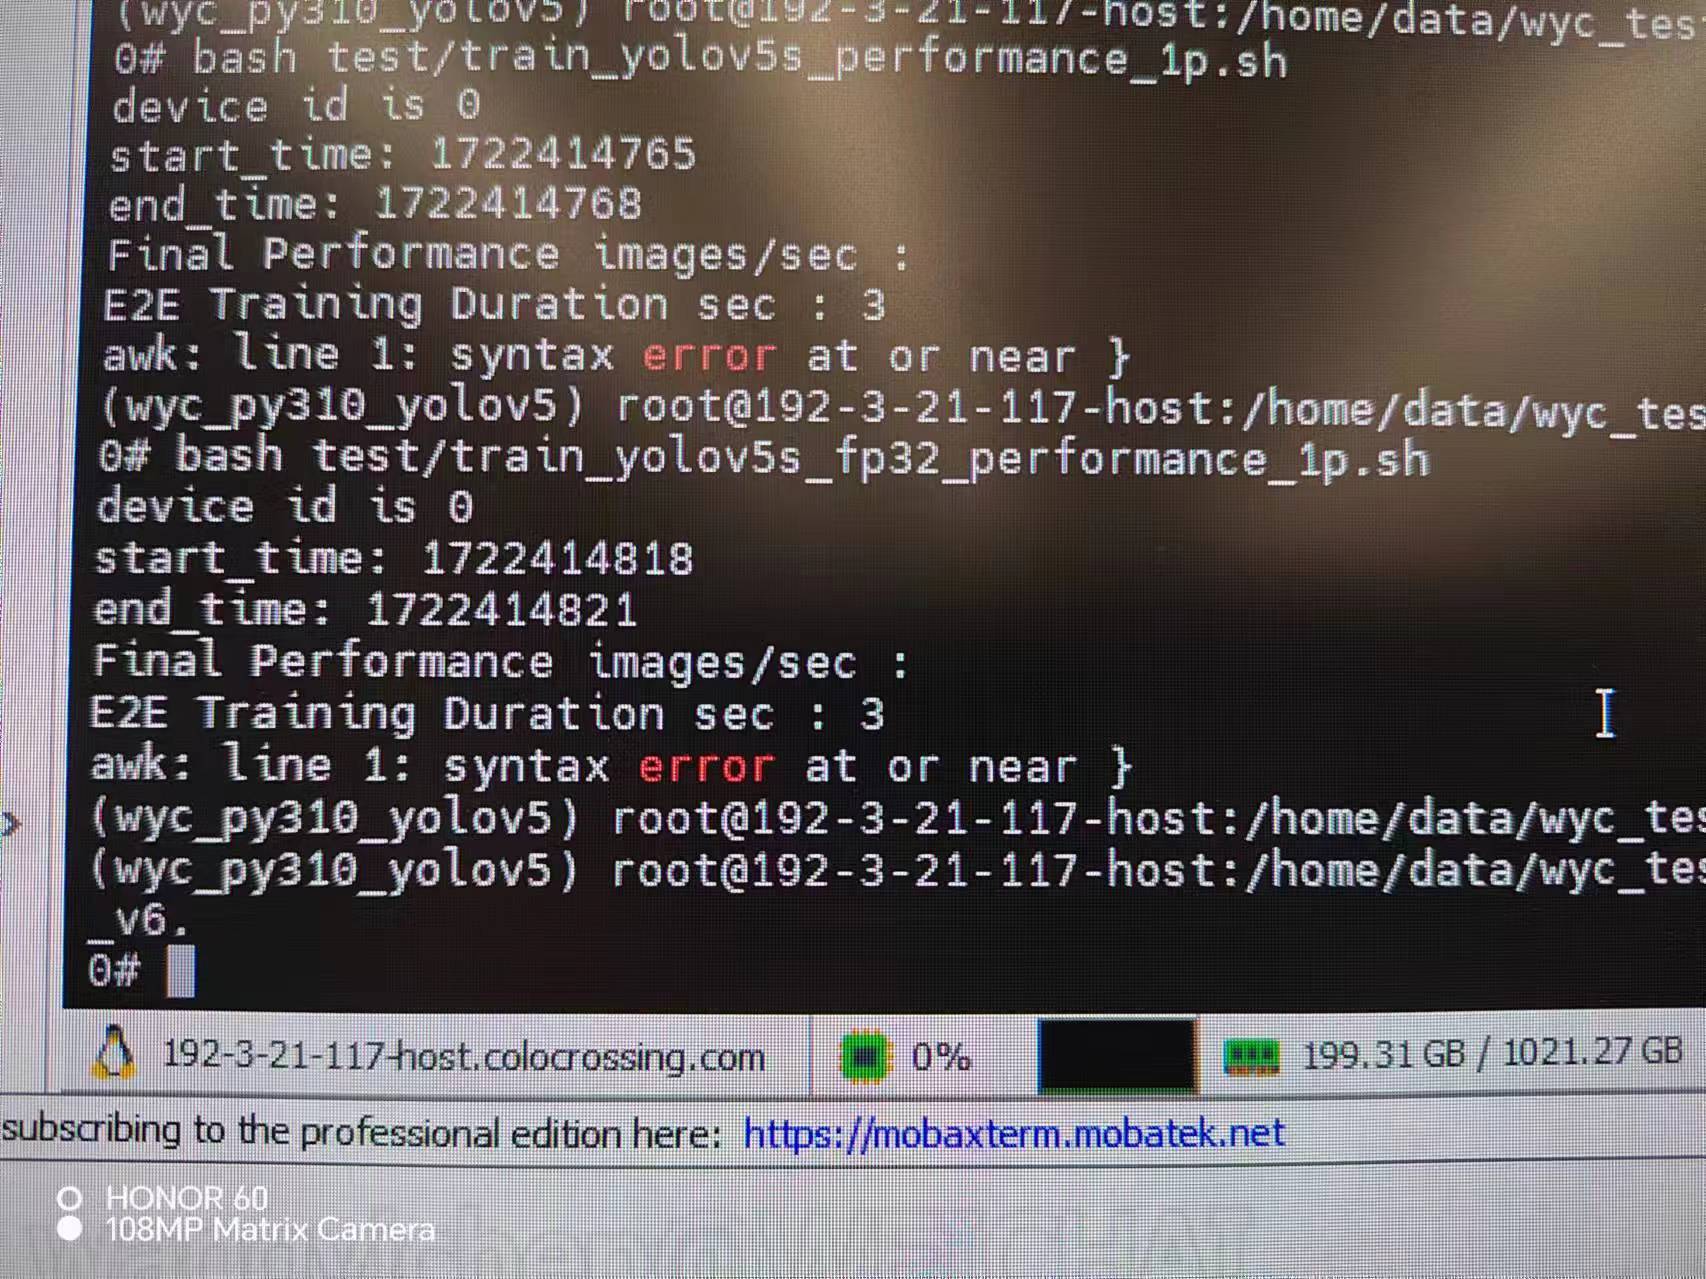 (wyc_py310_yolov5) root@192-3-21-117-host:/home/data/wyc_tes
0# bash test/train_yolov5s_performance_1p.sh
device id is 0
start_time: 1722414765
end_time: 1722414768
Final Performance images/sec :
E2E Training Duration sec : 3
awk: line 1: syntax error at or near }
(wyc_py310_yolov5) root@192-3-21-117-host:/home/data/wyc_tes
0# bash test/train_yolov5s_fp32_performance_1p.sh
device id is 0
start_time: 1722414818
end_time: 1722414821
Final Performance images/sec :
E2E Training Duration sec : 3
awk: line 1: syntax error at or near }
(wyc_py310_yolov5) root@192-3-21-117-host:/home/data/wyc_tes
(wyc_py310_yolov5) root@192-3-21-117-host:/home/data/wyc_tes
_v6.
0#
192-3-21-117-host.colocrossing.com 0% 199.31 GB / 1021.27 GB
subscribing to the professional edition here: https://mobaxterm.mobatek.net
HONOR 60
108MP Matrix Camera